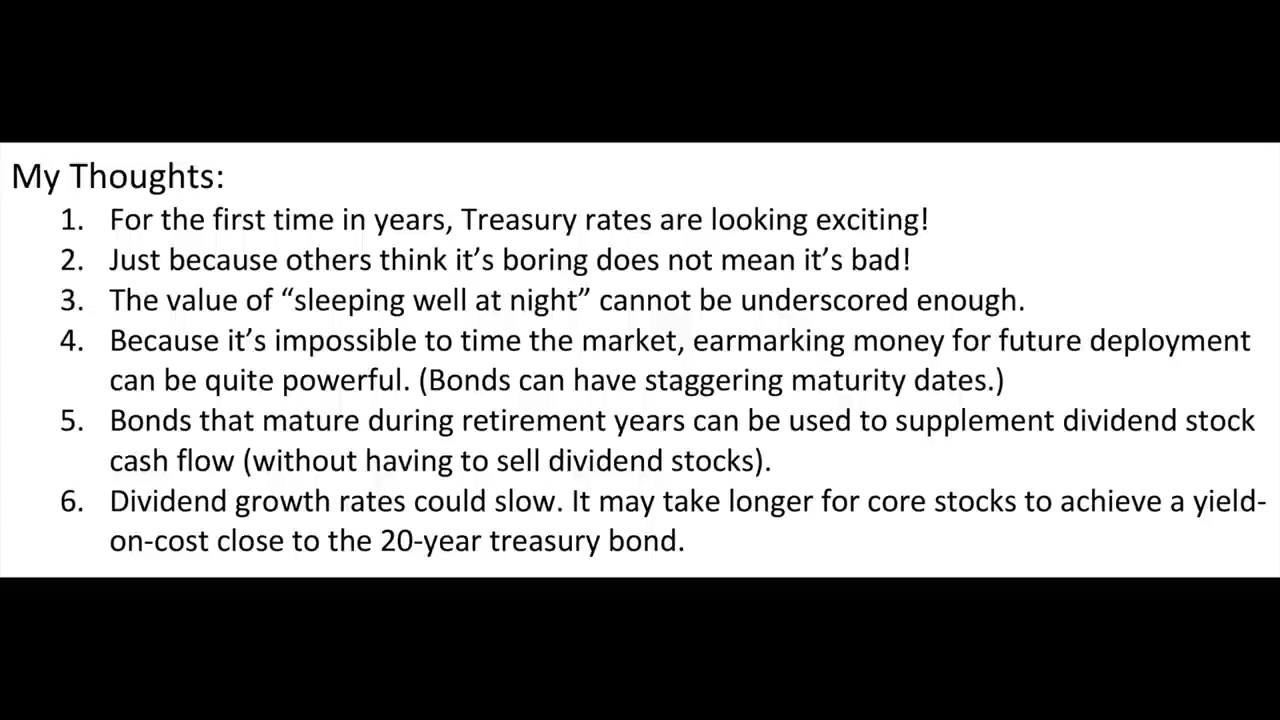 My Thoughts:
1. For the first time in years, Treasury rates are looking exciting!
2. Just because others think it’s boring does not mean it’s bad!
3. The value of “sleeping well at night” cannot be underscored enough.
4. Because it’s impossible to time the market, earmarking money for future deployment
can be quite powerful. (Bonds can have staggering maturity dates.)
5. Bonds that mature during retirement years can be used to supplement dividend stock
cash flow (without having to sell dividend stocks).
6. Dividend growth rates could slow. It may take longer for core stocks to achieve a yield-
on-cost close to the 20-year treasury bond.